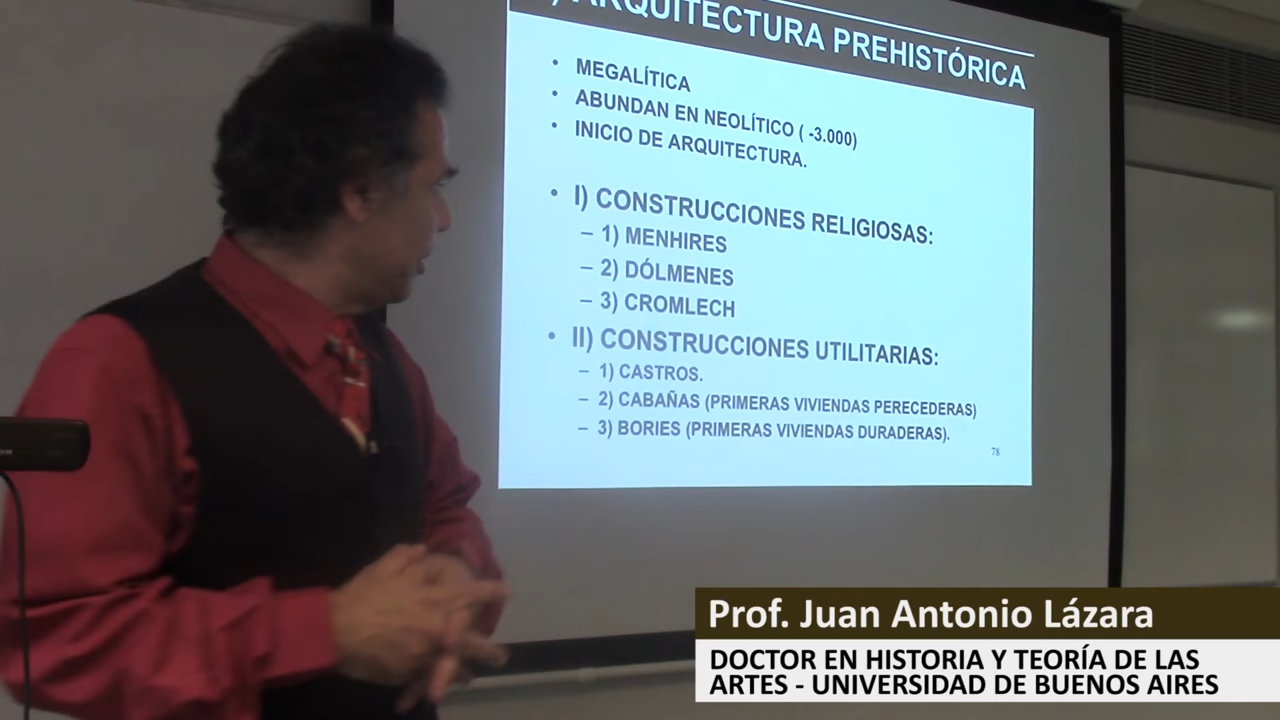 ARQUITECTURA PREHISTÓRICA
• MEGALÍTICA
• ABUNDAN EN NEOLÍTICO ( -3.000)
• INICIO DE ARQUITECTURA.
• I) CONSTRUCCIONES RELIGIOSAS:
– 1) MENHIRES
– 2) DÓLMENES
– 3) CROMLECH
• II) CONSTRUCCIONES UTILITARIAS:
– 1) CASTROS.
– 2) CABAÑAS (PRIMERAS VIVIENDAS PERECEDERAS)
– 3) BORIES (PRIMERAS VIVIENDAS DURADERAS).
78
Prof. Juan Antonio Lázara
DOCTOR EN HISTORIA Y TEORÍA DE LAS
ARTES - UNIVERSIDAD DE BUENOS AIRES